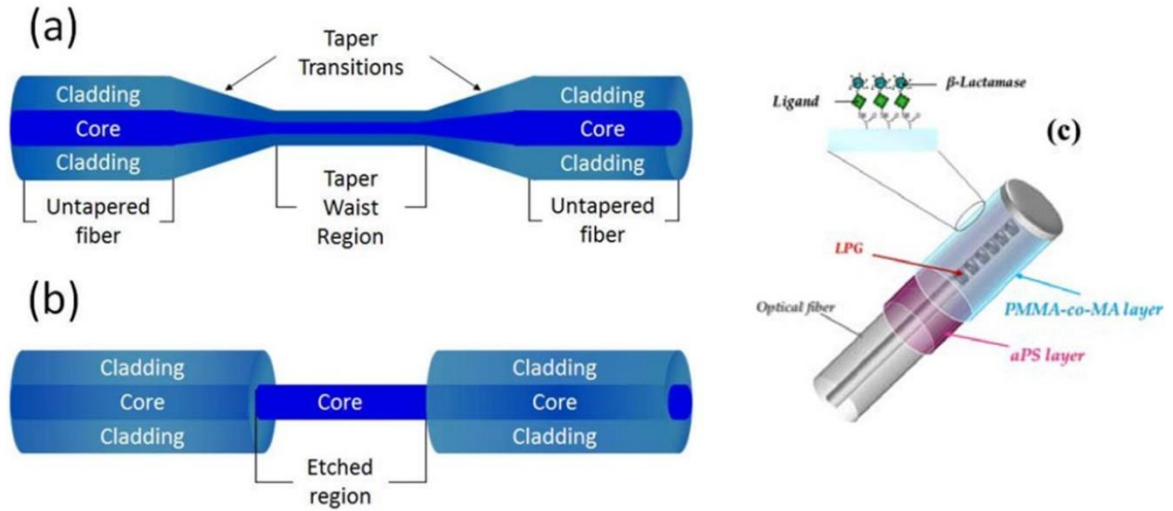 (a)
Taper
Transitions
Cladding
Core
Cladding
Cladding
Core
Cladding
Untapered
fiber
Taper
Waist
Region
Untapered
fiber
(b)
Cladding
Core
Cladding
Core
Cladding
Core
Cladding
Etched
region
(c)
β-Lactamase
Ligand
LPG
Optical fiber
PMMA-co-MA layer
aPS layer